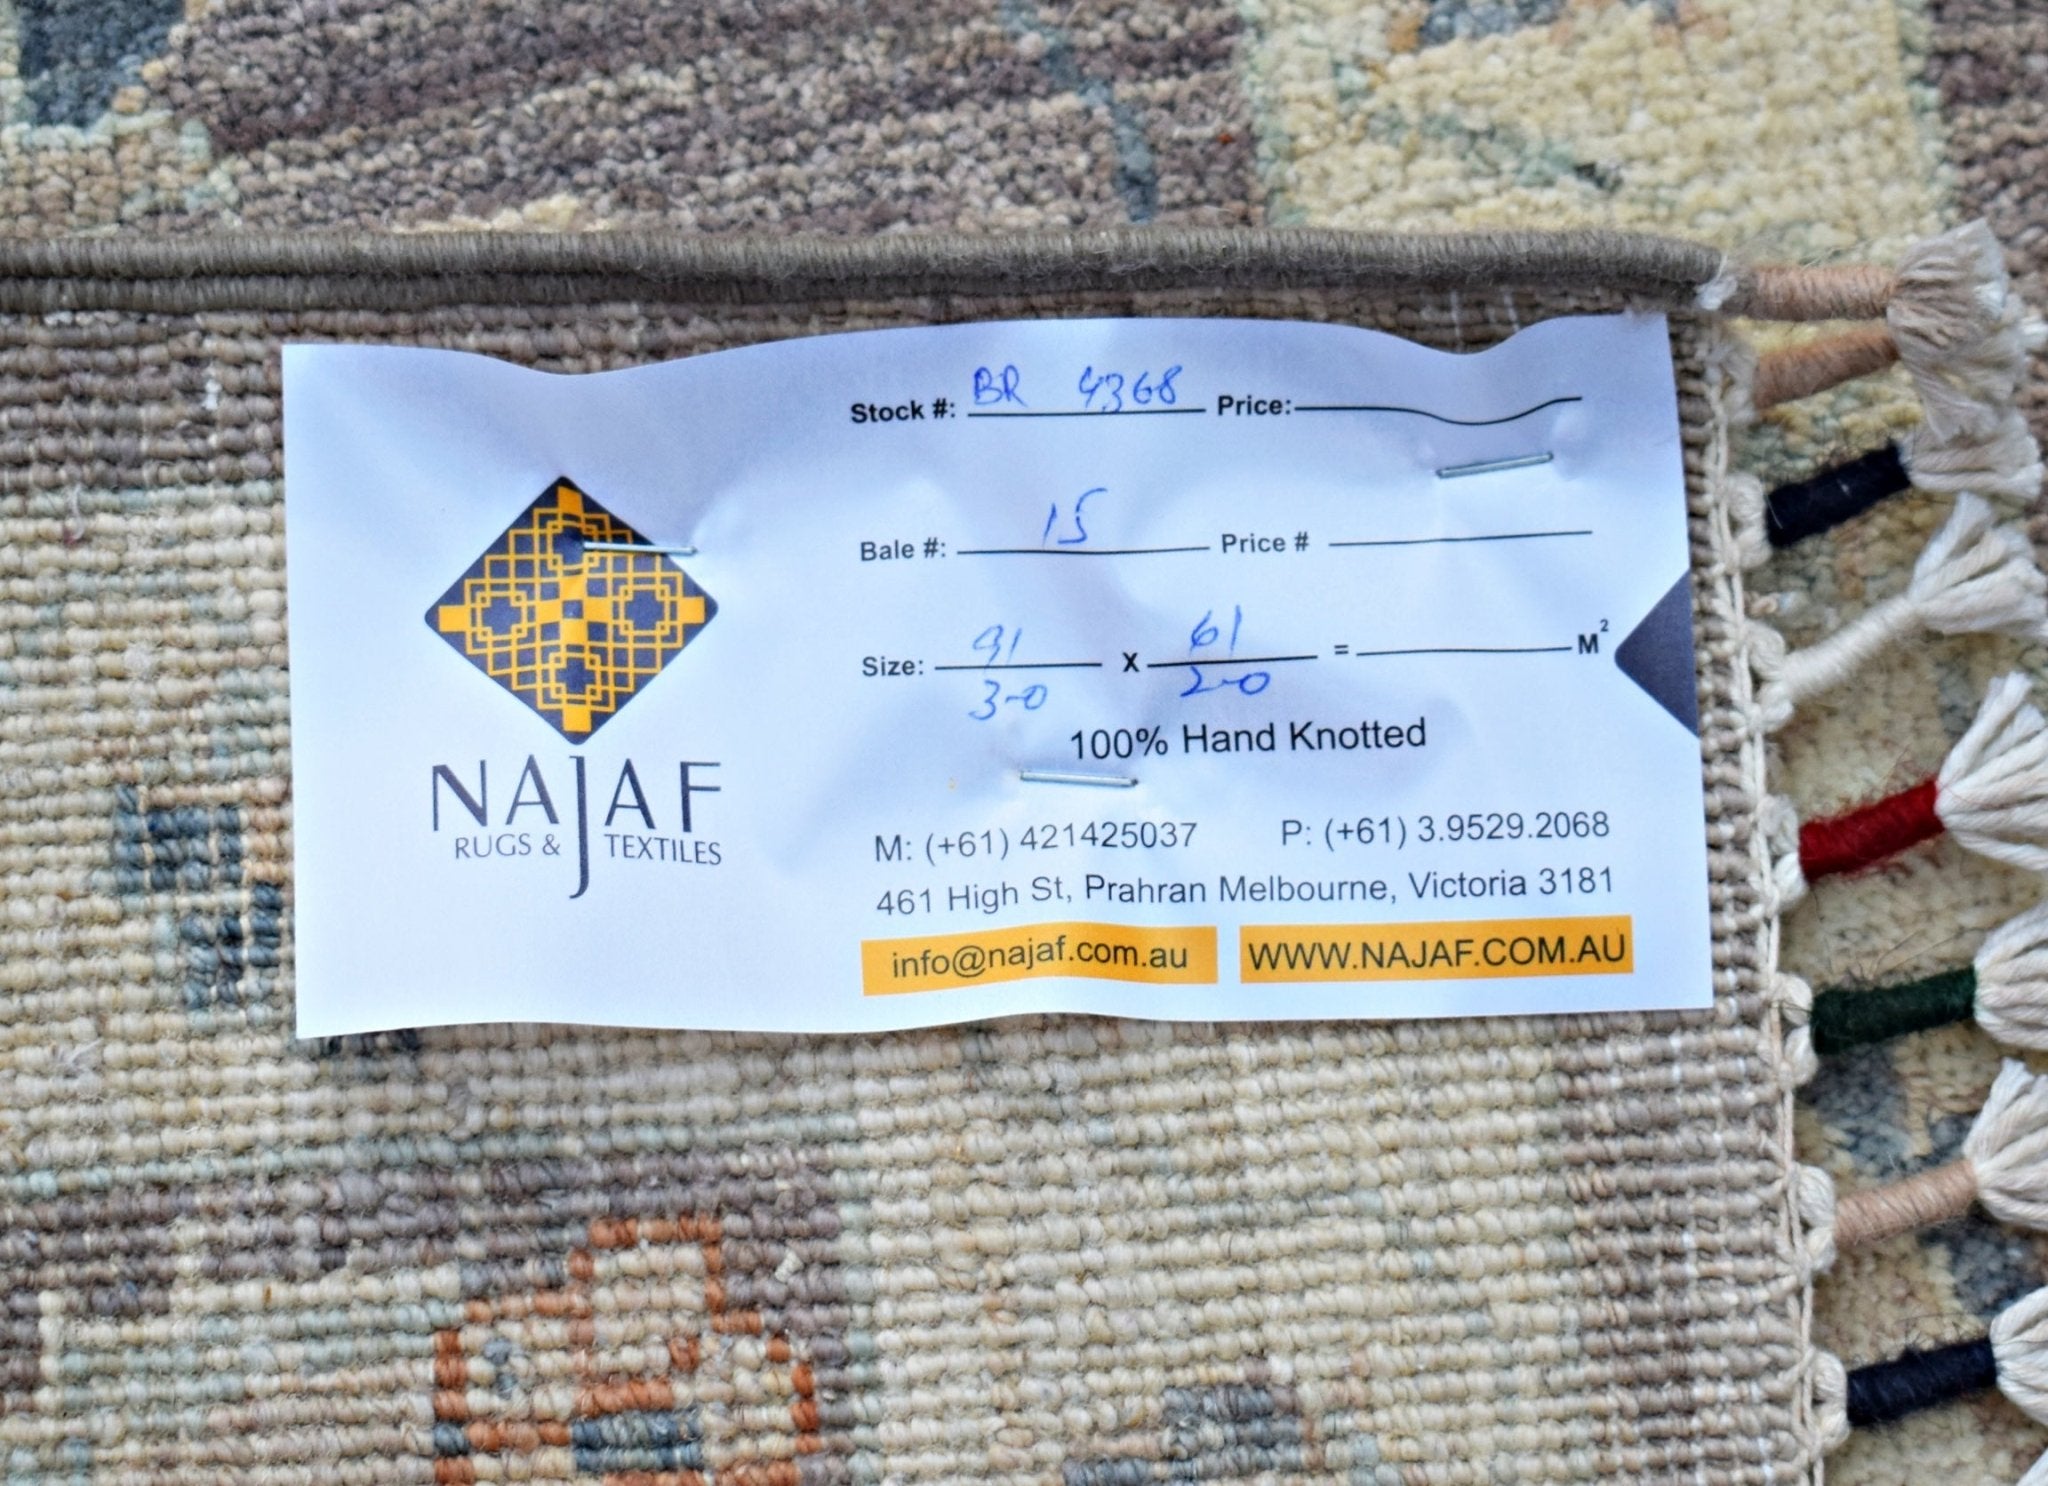 NAJAF
RUGS & TEXTILES
Stock #: BR 4368 Price:
Bale #: 15 Price #
Size: 91 X 61 = M²
3-0 2-0
100% Hand Knotted
M: (+61) 421425037 P: (+61) 3.9529.2068
461 High St, Prahran Melbourne, Victoria 3181
info@najaf.com.au WWW.NAJAF.COM.AU